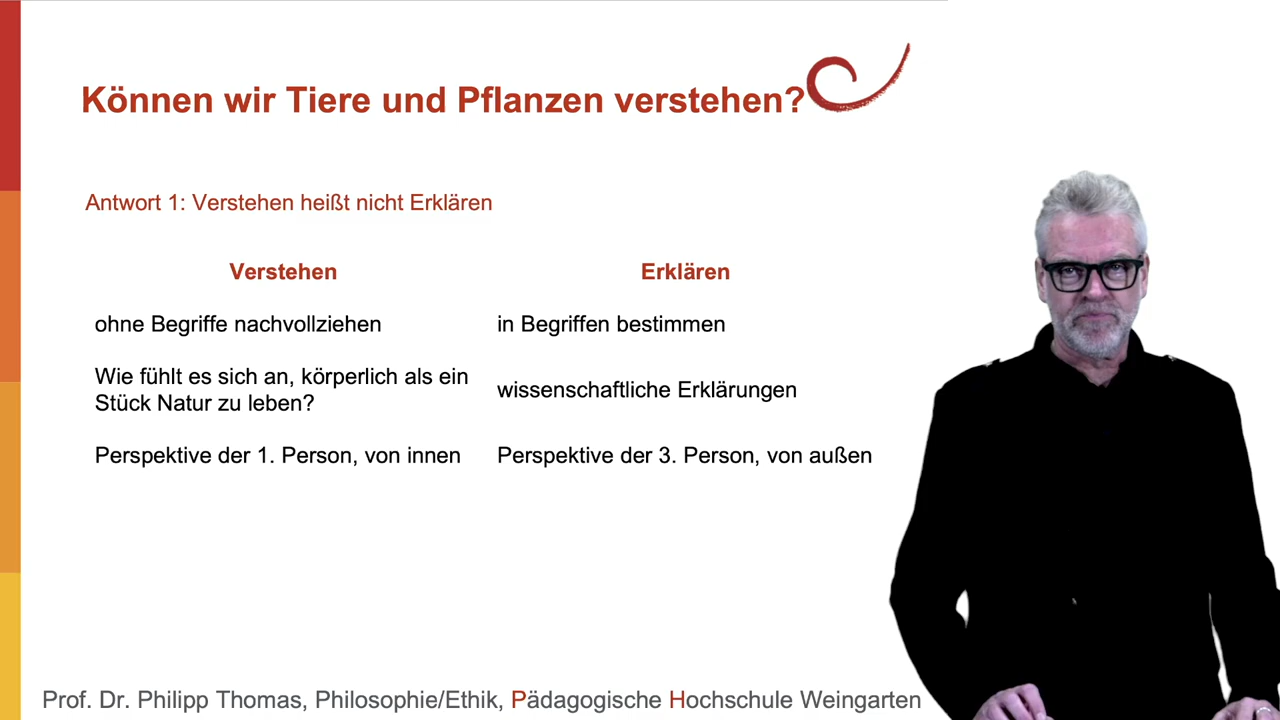 Können wir Tiere und Pflanzen verstehen?
Antwort 1: Verstehen heißt nicht Erklären
Verstehen
Erklären
ohne Begriffe nachvollziehen
in Begriffen bestimmen
Wie fühlt es sich an, körperlich als ein
Stück Natur zu leben?
wissenschaftliche Erklärungen
Perspektive der 1. Person, von innen
Perspektive der 3. Person, von außen
Prof. Dr. Philipp Thomas, Philosophie/Ethik, Pädagogische Hochschule Weingarten